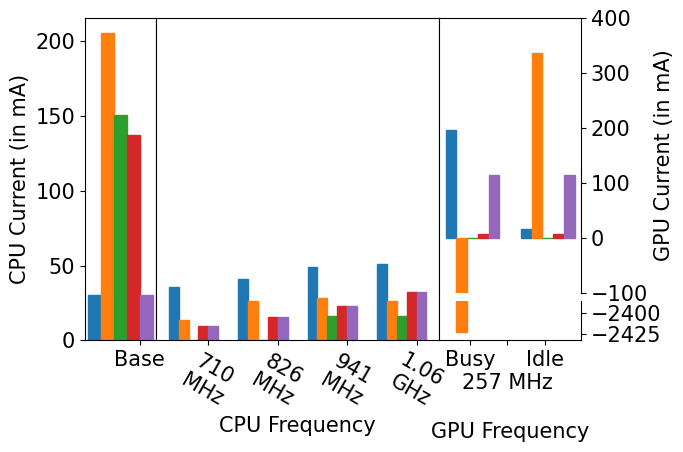 CPU Current (in mA)
200
150
100
50
0
400
300
200
100
0
−100
−2400
−2425
GPU Current (in mA)
Base
710
MHz
826
MHz
941
MHz
1.06
GHz
Busy
Idle
257 MHz
CPU Frequency
GPU Frequency